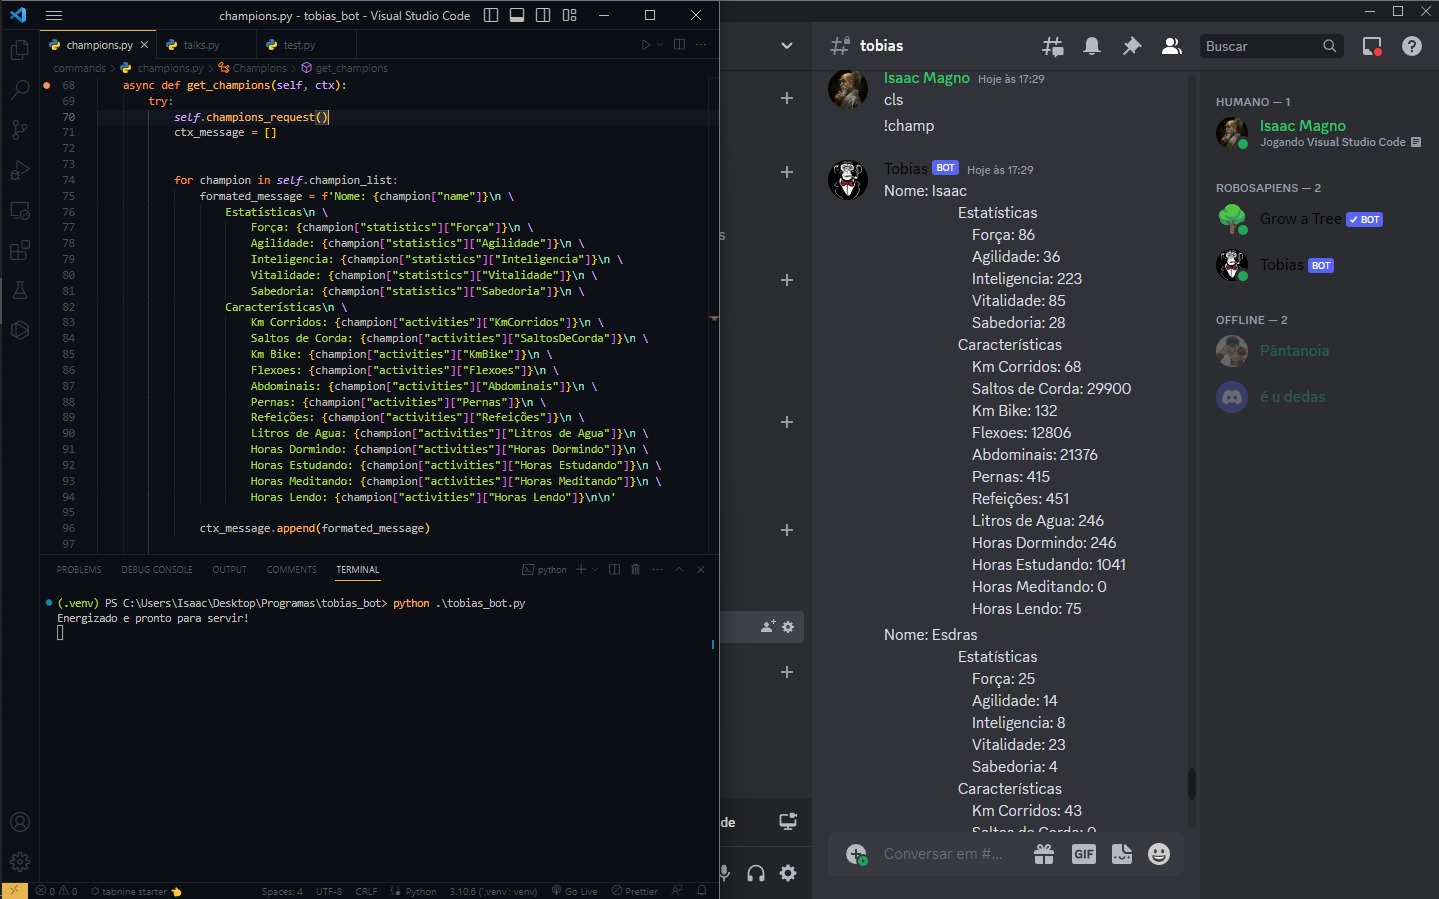 champions.py - tobias_bot - Visual Studio Code
champions.py
talks.py
test.py
commands > champions.py > Champions > get_champions
68 async def get_champions(self, ctx):
69 try:
70 self.champions_request()
71 ctx_message = []
72
73
74 for champion in self.champion_list:
75 formated_message = f'Nome: {champion["name"]}\n \
76 Estatísticas\n \
77 Força: {champion["statistics"]["Força"]}\n \
78 Agilidade: {champion["statistics"]["Agilidade"]}\n \
79 Inteligencia: {champion["statistics"]["Inteligencia"]}\n \
80 Vitalidade: {champion["statistics"]["Vitalidade"]}\n \
81 Sabedoria: {champion["statistics"]["Sabedoria"]}\n \
82 Características\n \
83 Km Corridos: {champion["activities"]["KmCorridos"]}\n \
84 Saltos de Corda: {champion["activities"]["SaltosDeCorda"]}\n \
85 Km Bike: {champion["activities"]["KmBike"]}\n \
86 Flexoes: {champion["activities"]["Flexoes"]}\n \
87 Abdominais: {champion["activities"]["Abdominais"]}\n \
88 Pernas: {champion["activities"]["Pernas"]}\n \
89 Refeições: {champion["activities"]["Refeições"]}\n \
90 Litros de Agua: {champion["activities"]["Litros de Agua"]}\n \
91 Horas Dormindo: {champion["activities"]["Horas Dormindo"]}\n \
92 Horas Estudando: {champion["activities"]["Horas Estudando"]}\n \
93 Horas Meditando: {champion["activities"]["Horas Meditando"]}\n \
94 Horas Lendo: {champion["activities"]["Horas Lendo"]}\n\n'
95
96 ctx_message.append(formated_message)
97
PROBLEMS DEBUG CONSOLE OUTPUT COMMENTS TERMINAL
python
(.venv) PS C:\Users\Isaac\Desktop\Programas\tobias_bot> python .\tobias_bot.py
Energizado e pronto para servir!
0 0 tabnine starter Spaces: 4 UTF-8 CRLF Python 3.10.6 ('.venv': venv) Go Live Prettier
s
de
tobias
Buscar
Isaac Magno Hoje às 17:29
cls
!champ
Tobias BOT Hoje às 17:29
Nome: Isaac
Estatísticas
Força: 86
Agilidade: 36
Inteligencia: 223
Vitalidade: 85
Sabedoria: 28
Características
Km Corridos: 68
Saltos de Corda: 29900
Km Bike: 132
Flexoes: 12806
Abdominais: 21376
Pernas: 415
Refeições: 451
Litros de Agua: 246
Horas Dormindo: 246
Horas Estudando: 1041
Horas Meditando: 0
Horas Lendo: 75
Nome: Esdras
Estatísticas
Força: 25
Agilidade: 14
Inteligencia: 8
Vitalidade: 23
Sabedoria: 4
Características
Km Corridos: 43
Saltos de Corda: 0
Conversar em #...
GIF
HUMANO — 1
Isaac Magno
Jogando Visual Studio Code
ROBOSAPIENS — 2
Grow a Tree BOT
Tobias BOT
OFFLINE — 2
Pântanoia
é u dedas